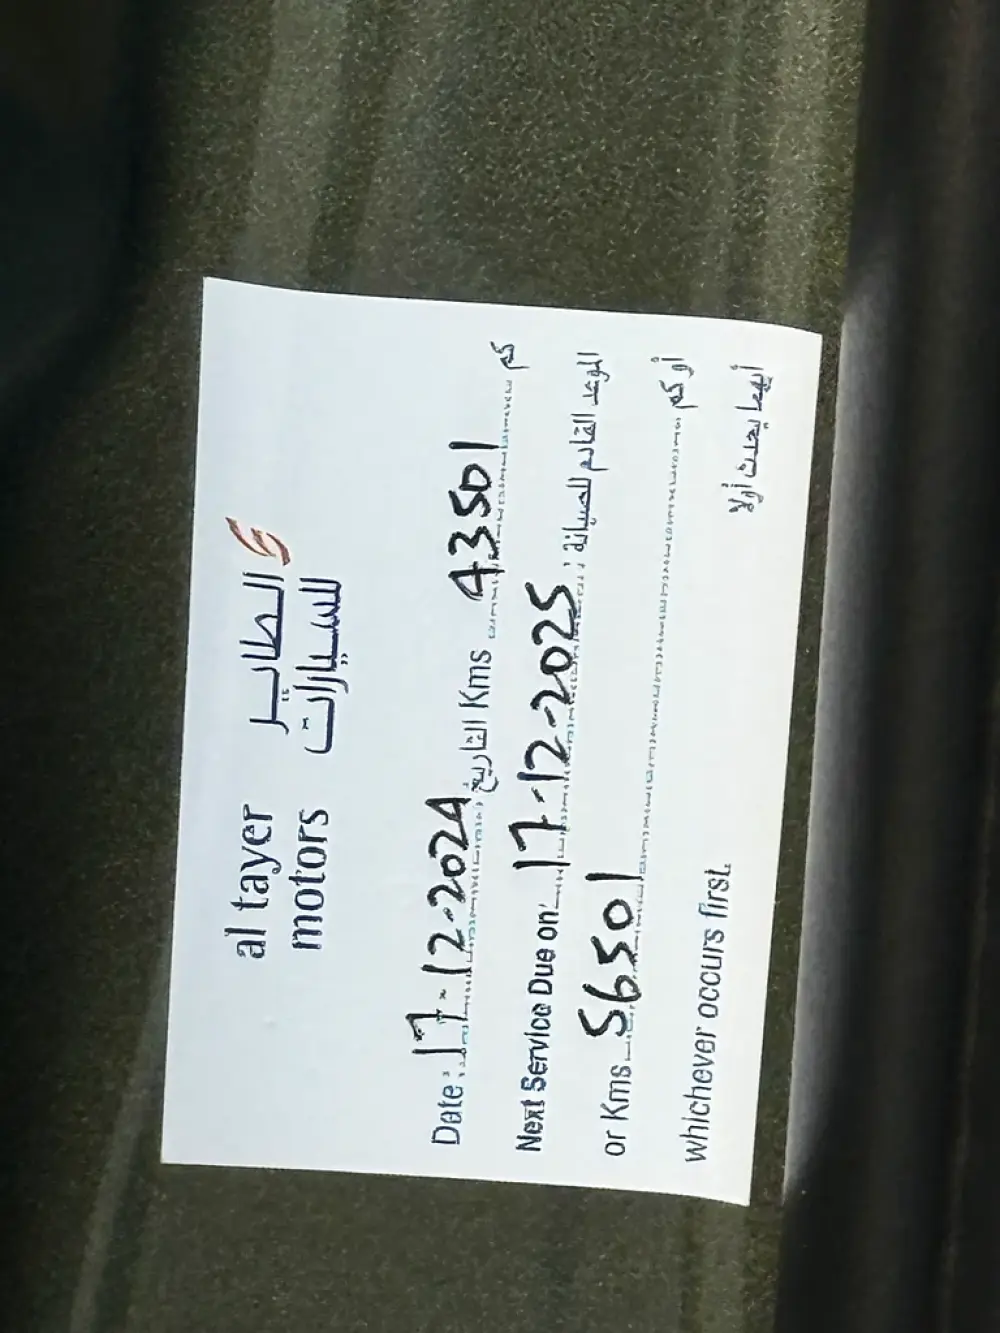 al tayer الطاير
motors للسيارات
Date: 17-12-2024 التاريخ Kms 43501 كم
Next Service Due on: 17-12-2025 : الموعد القادم للصيانة
or Kms 56501 أو كم
whichever occurs first. أيهما يحدث أولا